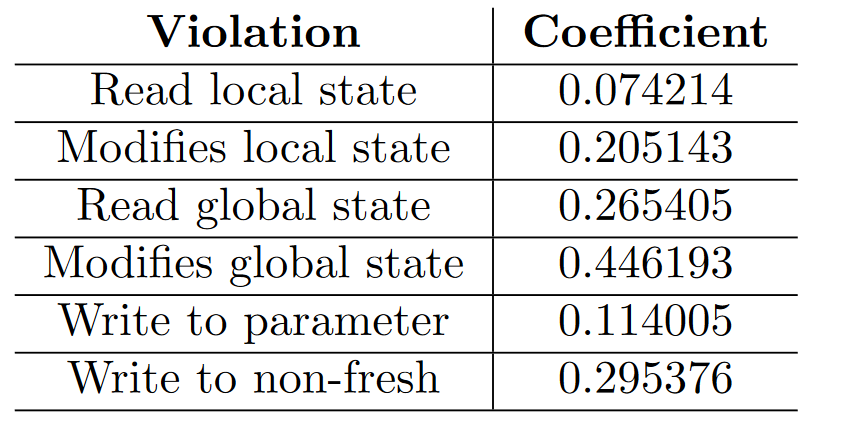 Violation Coefficient
Read local state 0.074214
Modifies local state 0.205143
Read global state 0.265405
Modifies global state 0.446193
Write to parameter 0.114005
Write to non-fresh 0.295376